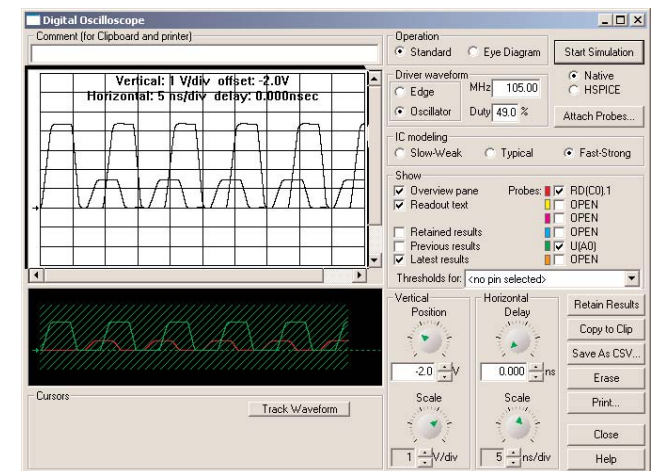 Digital Oscilloscope
Comment (for Clipboard and printer)
Vertical: 1 V/div offset: -2.0V
Horizontal: 5 ns/div delay: 0.000nsec
Cursors
Track Waveform
Operation
Standard Eye Diagram
Start Simulation
Driver waveform
Edge
Oscillator
MHz 105.00
Duty 49.0 %
Native
HSPICE
Attach Probes...
IC modeling
Slow-Weak Typical Fast-Strong
Show
Overview pane Probes: RD(C0).1
Readout text OPEN
OPEN
Retained results OPEN
Previous results U(A0)
Latest results OPEN
Thresholds for: <no pin selected>
Vertical
Position
-2.0 V
Scale
1 V/div
Horizontal
Delay
0.000 ns
Scale
5 ns/div
Retain Results
Copy to Clip
Save As CSV...
Erase
Print...
Close
Help